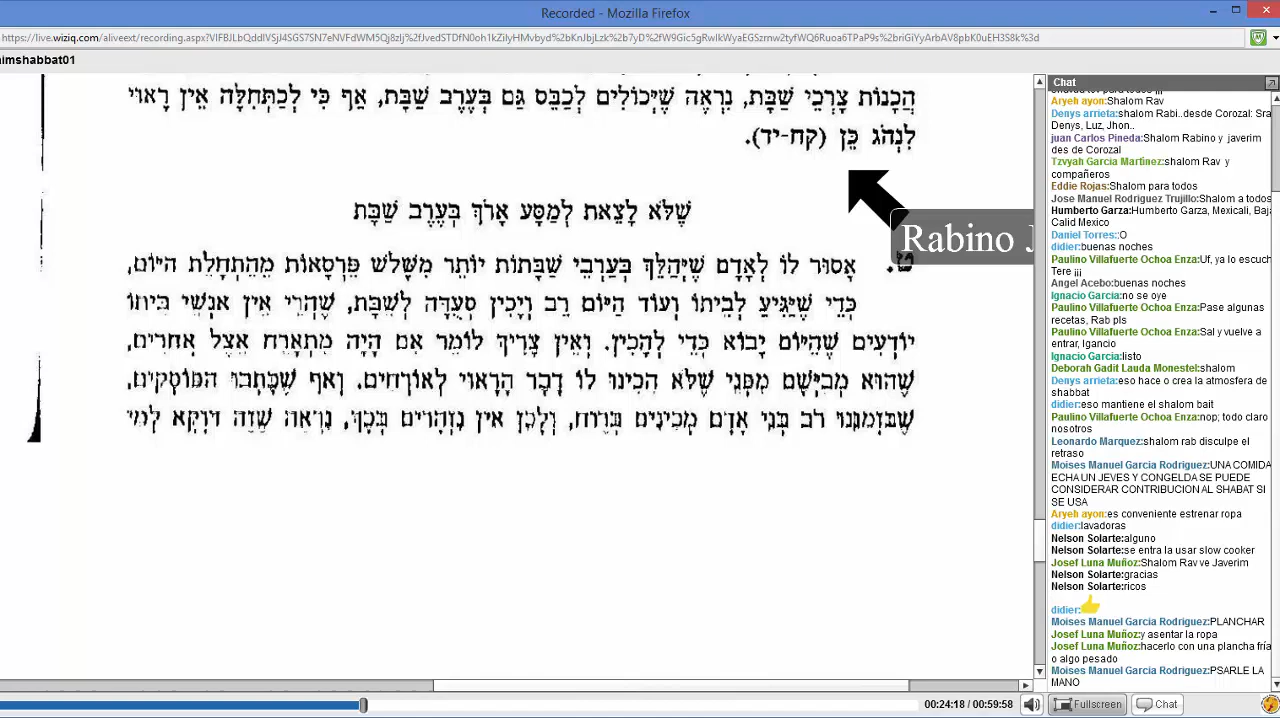 Recorded - Mozilla Firefox
aimshabbat01
הֲכָנוֹת צָרְכֵי שַׁבָּת, נִרְאֶה שֶׁיְּכוֹלִים לְכַבֵּס גַּם בְּעֶרֶב שַׁבָּת, אַף כִּי לְכַתְּחִלָּה אֵין רָאוּי
לִנְהֹג כֵּן (קח-יד).
שֶׁלֹּא לָצֵאת לְמַסָּע אָרֹךְ בְּעֶרֶב שַׁבָּת
ט. אָסוּר לוֹ לְאָדָם שֶׁיְּהַלֵּךְ בְּעַרְבֵי שַׁבָּתוֹת יוֹתֵר מִשָּׁלֹשׁ פַּרְסָאוֹת מֵהַתְחָלַת הַיּוֹם,
כְּדֵי שֶׁיַּגִּיעַ לְבֵיתוֹ וְעוֹד הַיּוֹם רַב וְיָכִין סְעֻדָּה לְשַׁבָּת, שֶׁהֲרֵי אֵין אַנְשֵׁי בֵיתוֹ
יוֹדְעִים שֶׁהַיּוֹם יָבוֹא כְּדֵי לְהָכִין. וְאֵין צָרִיךְ לוֹמַר אִם הָיָה מִתְאָרֵחַ אֵצֶל אֲחֵרִים,
שֶׁהוּא מְבַיְּשָׁם מִפְּנֵי שֶׁלֹּא הֵכִינוּ לוֹ דָבָר הָרָאוּי לְאוֹרְחִים. וְאַף שֶׁכָּתְבוּ הַפּוֹסְקִים,
שֶׁבִּזְמַנֵּנוּ רֹב בְּנֵי אָדָם מְכִינִים בְּרֶוַח, וְלָכֵן אֵין נִזְהָרִים בְּכָךְ, נִרְאֶה שֶׁזֶּה דַּוְקָא לְמִי
Rabino J
Chat
Aryeh ayon:Shalom Rav
Denys arrieta:shalom Rabi..desde Corozal: Sra
Denys, Luz, Jhon..
juan Carlos Pineda:Shalom Rabino y javerim
des de Corozal
Tzvyah Garcia Martìnez:shalom Rav y
compañeros
Eddie Rojas:Shalom para todos
Jose Manuel Rodriguez Trujillo:Shalom a todos
Humberto Garza:Humberto Garza, Mexicali, Baja
Calid Mexico
Daniel Torres::O
didier:buenas noches
Paulino Villafuerte Ochoa Enza:Uf, ya lo escuch
Tere ¡¡¡
Angel Acebo:buenas noches
Ignacio Garcia:no se oye
Paulino Villafuerte Ochoa Enza:Pase algunas
recetas, Rab pls
Paulino Villafuerte Ochoa Enza:Sal y vuelve a
entrar, Igancio
Ignacio Garcia:listo
Deborah Gadit Lauda Monestel:shalom
Denys arrieta:eso hace o crea la atmosfera de
shabbat
didier:eso mantiene el shalom bait
Paulino Villafuerte Ochoa Enza:nop; todo claro
nosotros
Leonardo Marquez:shalom rab disculpe el
retraso
Moises Manuel Garcia Rodriguez:UNA COMIDA
ECHA UN JEVES Y CONGELDA SE PUEDE
CONSIDERAR CONTRIBUCION AL SHABAT SI
SE USA
Aryeh ayon:es conveniente estrenar ropa
didier:lavadoras
Nelson Solarte:alguno
Nelson Solarte:se entra la usar slow cooker
Josef Luna Muñoz:Shalom Rav ve Javerim
Nelson Solarte:gracias
Nelson Solarte:ricos
didier:
Moises Manuel Garcia Rodriguez:PLANCHAR
Josef Luna Muñoz:y asentar la ropa
Josef Luna Muñoz:hacerlo con una plancha fría
o algo pesado
Moises Manuel Garcia Rodriguez:PSARLE LA
MANO
00:24:18 / 00:59:58
Fullscreen
Chat